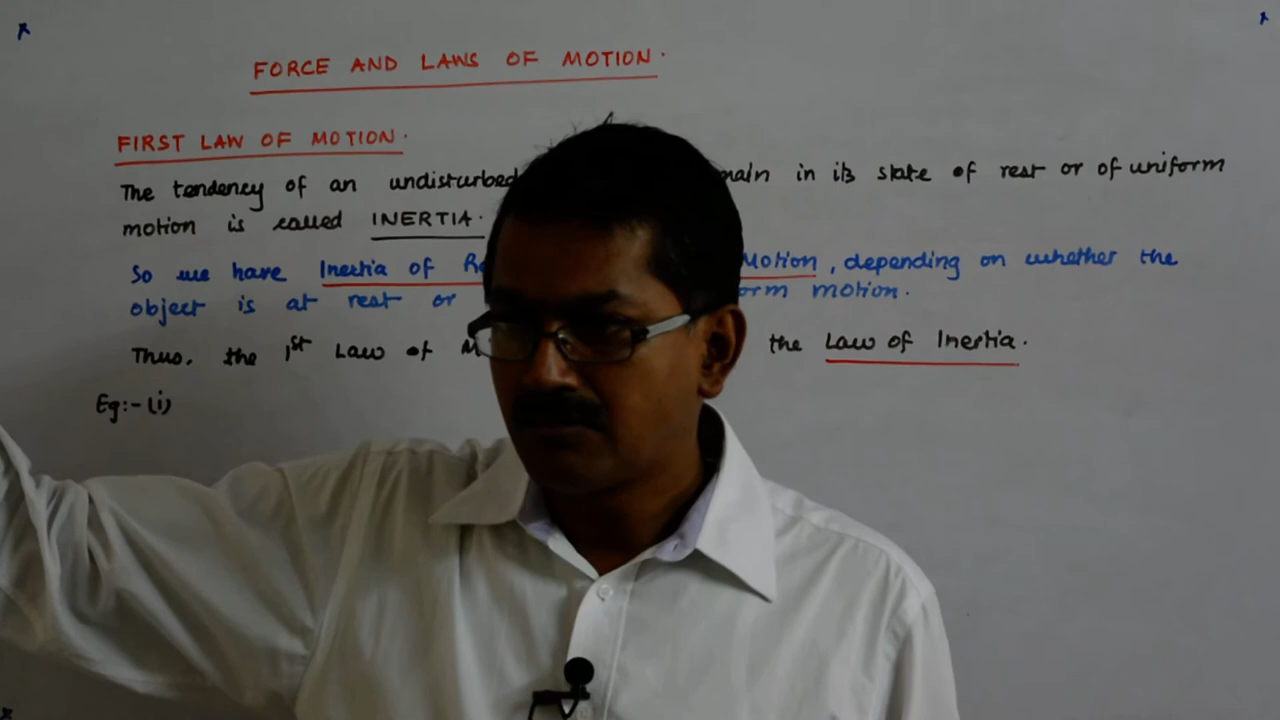 FORCE AND LAWS OF MOTION.
FIRST LAW OF MOTION.
The tendency of an undisturbed main in its state of rest or of uniform
motion is called INERTIA.
So we have Inertia of Re Motion, depending on whether the
object is at rest or orm motion.
Thus, the 1st Law of M the Law of Inertia.
Eg:- (i)